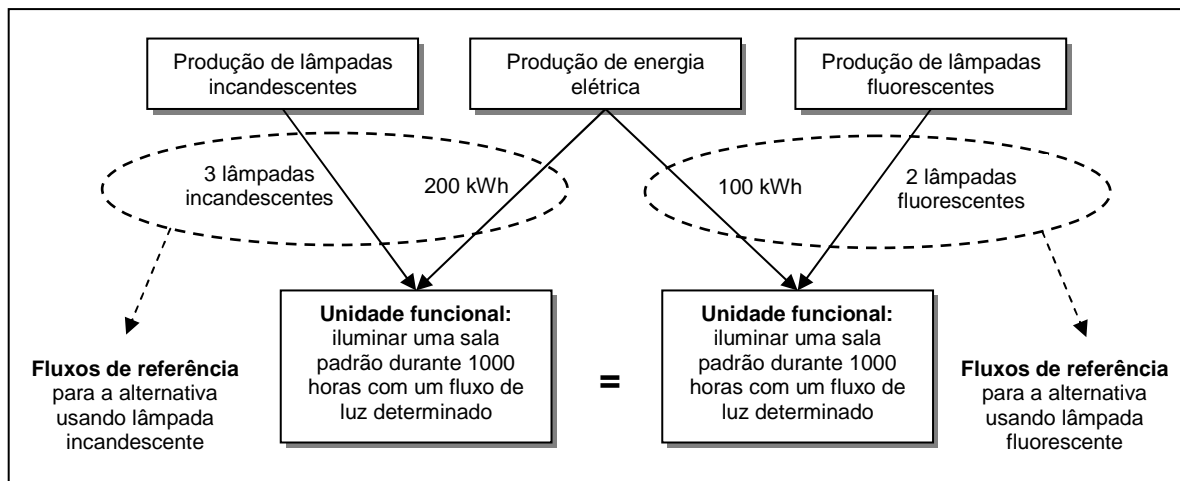 Produção de lâmpadas
incandescentes
Produção de energia
elétrica
Produção de lâmpadas
fluorescentes
3 lâmpadas
incandescentes
200 kWh
100 kWh
2 lâmpadas
fluorescentes
Unidade funcional:
iluminar uma sala
padrão durante 1000
horas com um fluxo de
luz determinado
=
Unidade funcional:
iluminar uma sala
padrão durante 1000
horas com um fluxo de
luz determinado
Fluxos de referência
para a alternativa
usando lâmpada
incandescente
Fluxos de referência
para a alternativa
usando lâmpada
fluorescente